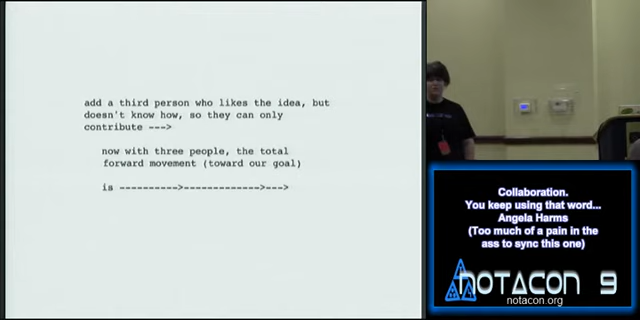 add a third person who likes the idea, but
doesn't know how, so they can only
contribute --->
now with three people, the total
forward movement (toward our goal)
is ---------->------------->--->
Collaboration.
You keep using that word...
Angela Harms
(Too much of a pain in the
ass to sync this one)
NOTACON 9
notacon.org